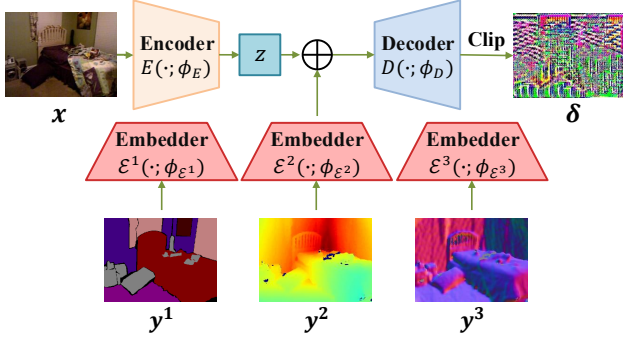 Encoder
E(·; ϕ_E)
z
⊕
Decoder
D(·; ϕ_D)
Clip
x
δ
Embedder
ℰ¹(·; ϕ_ℰ¹)
Embedder
ℰ²(·; ϕ_ℰ²)
Embedder
ℰ³(·; ϕ_ℰ³)
y¹
y²
y³